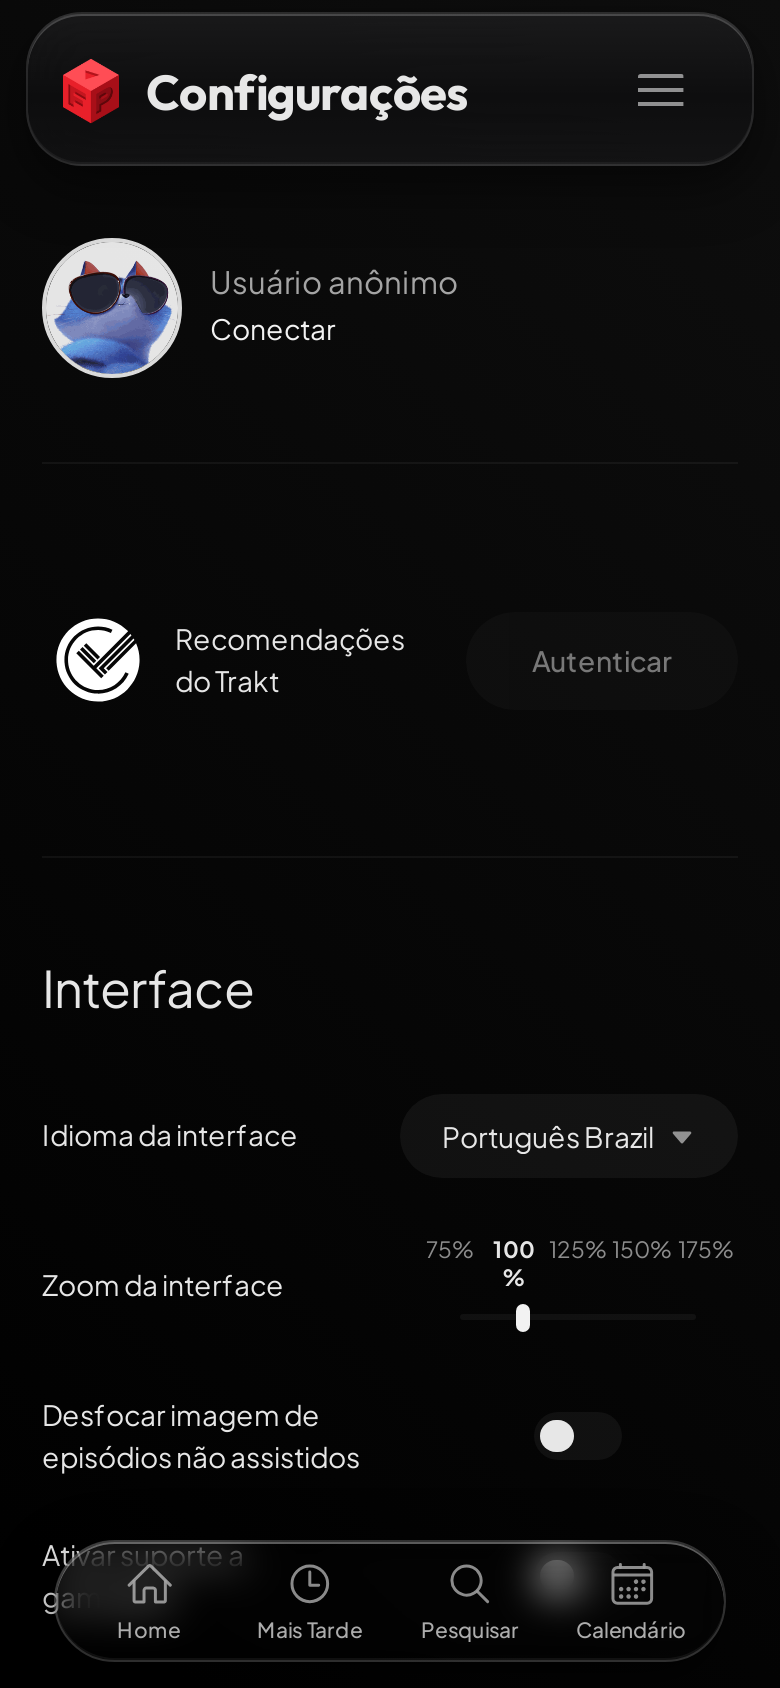 Configurações
Usuário anônimo
Conectar
Recomendações
do Trakt
Autenticar
Interface
Idioma da interface
Português Brazil
75% 100 % 125% 150% 175%
Zoom da interface
Desfocar imagem de
episódios não assistidos
Ativar suporte a
Home
Mais Tarde
Pesquisar
Calendário